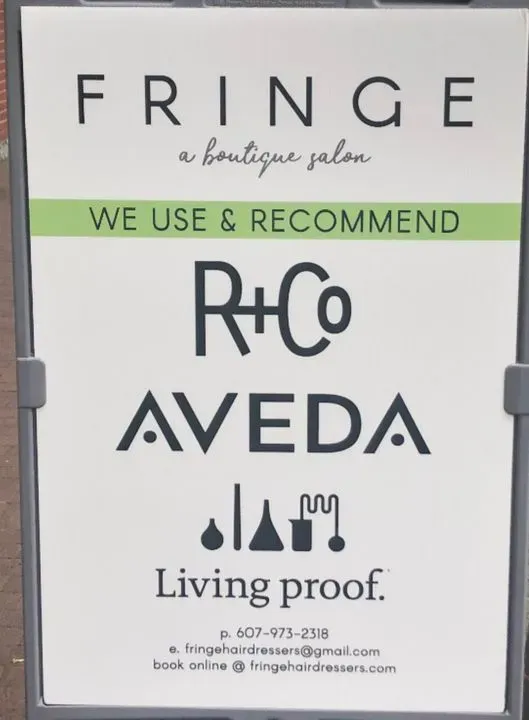 FRINGE
a boutique salon
WE USE & RECOMMEND
R+Co
AVEDA
Living proof.
p. 607-973-2318
e. fringehairdressers@gmail.com
book online @ fringehairdressers.com